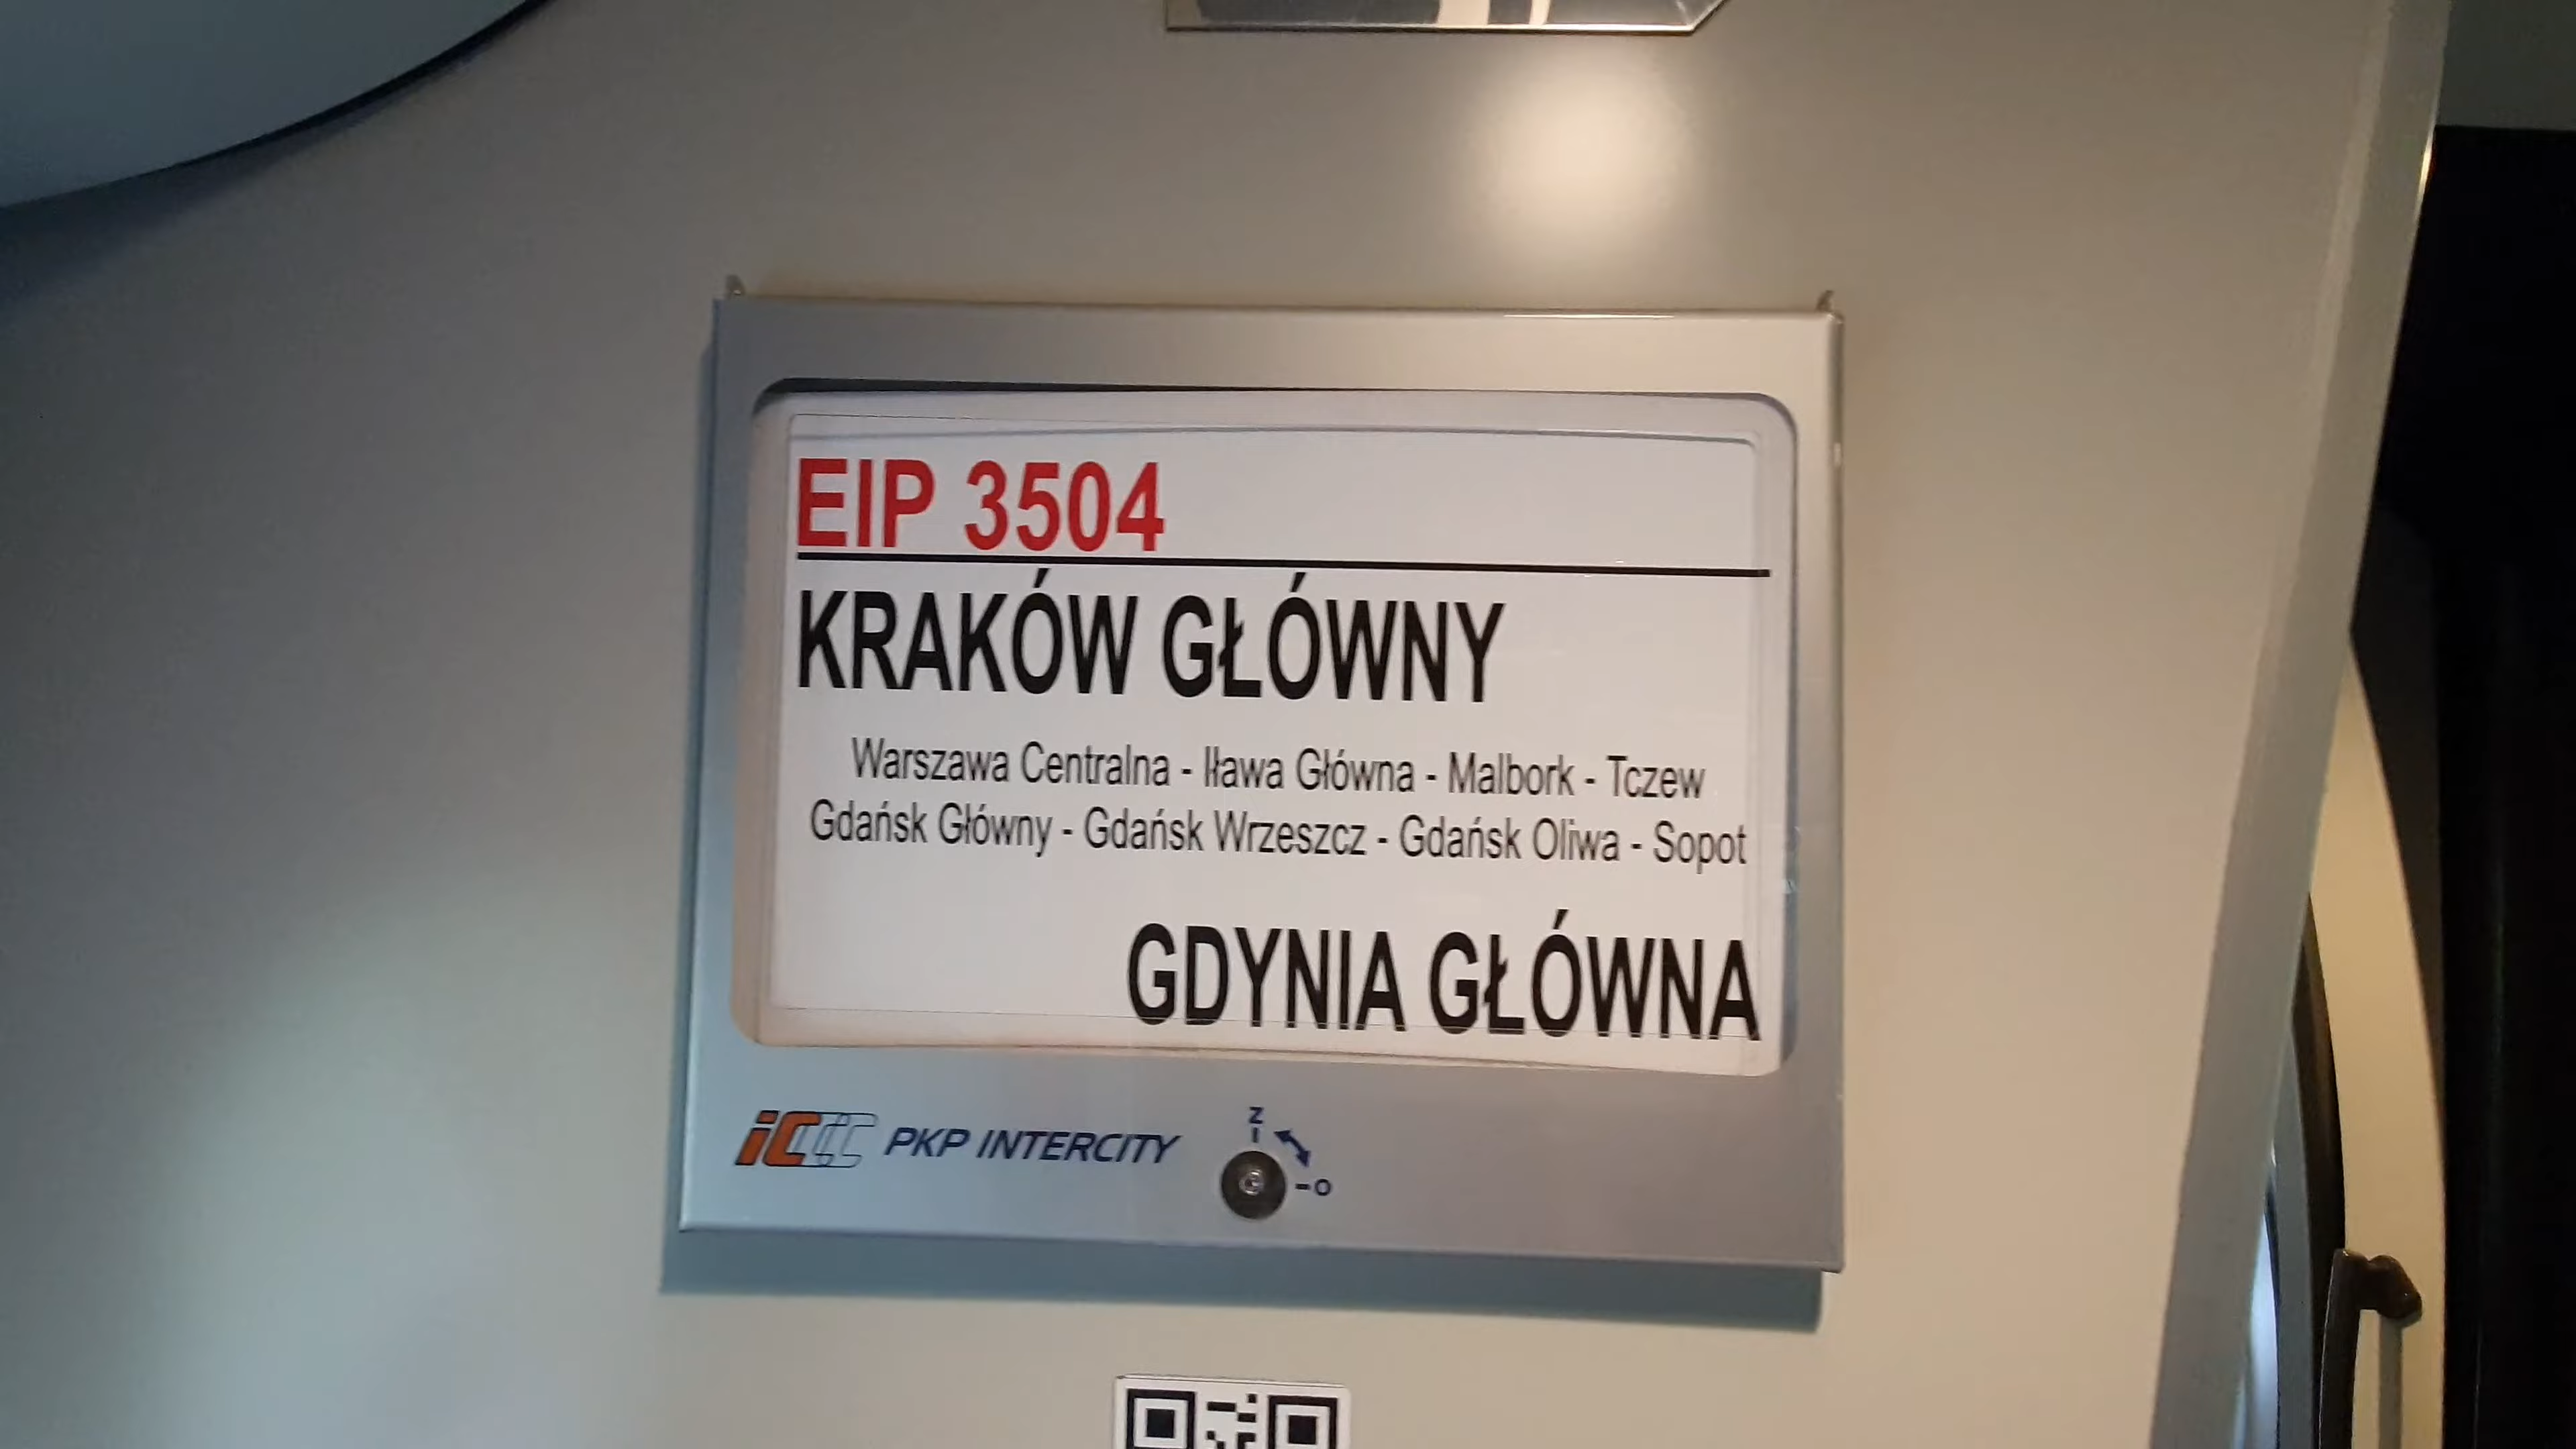 EIP 3504
KRAKÓW GŁÓWNY
Warszawa Centralna - Iława Główna - Malbork - Tczew
Gdańsk Główny - Gdańsk Wrzeszcz - Gdańsk Oliwa - Sopot
GDYNIA GŁÓWNA
iC PKP INTERCITY
Z
O